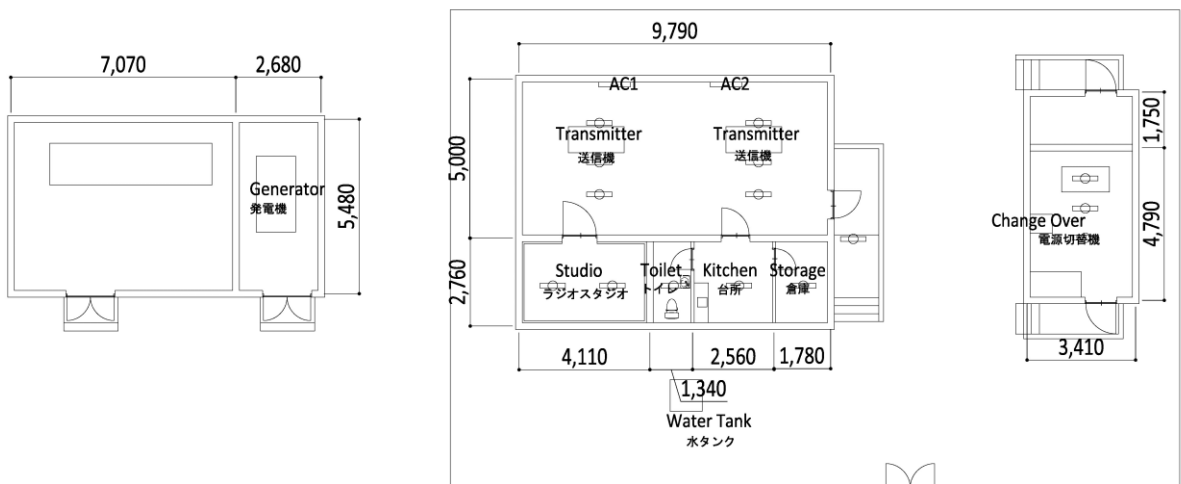 7,070
2,680
Generator
発電機
5,480
9,790
AC1
AC2
Transmitter
送信機
Transmitter
送信機
5,000
2,760
Studio
ラジオスタジオ
Toilet
トイレ
Kitchen
台所
Storage
倉庫
4,110
2,560
1,780
1,340
Water Tank
水タンク
1,750
Change Over
電源切替機
4,790
3,410